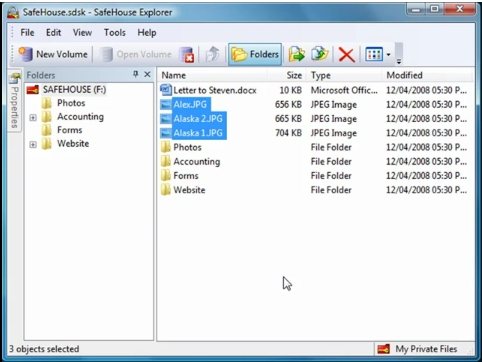 SafeHouse.sdsk - SafeHouse Explorer
File Edit View Tools Help
New Volume Open Volume Folders
Properties
Folders
SAFEHOUSE (F:)
Photos
Accounting
Forms
Website
Name Size Type Modified
Letter to Steven.docx 10 KB Microsoft Offic... 12/04/2008 05:30 P...
Alex.JPG 656 KB JPEG Image 12/04/2008 05:30 P...
Alaska 2.JPG 665 KB JPEG Image 12/04/2008 05:30 P...
Alaska 1.JPG 704 KB JPEG Image 12/04/2008 05:30 P...
Photos File Folder 12/04/2008 05:30 P...
Accounting File Folder 12/04/2008 05:30 P...
Forms File Folder 12/04/2008 05:30 P...
Website File Folder 12/04/2008 05:30 P...
3 objects selected My Private Files